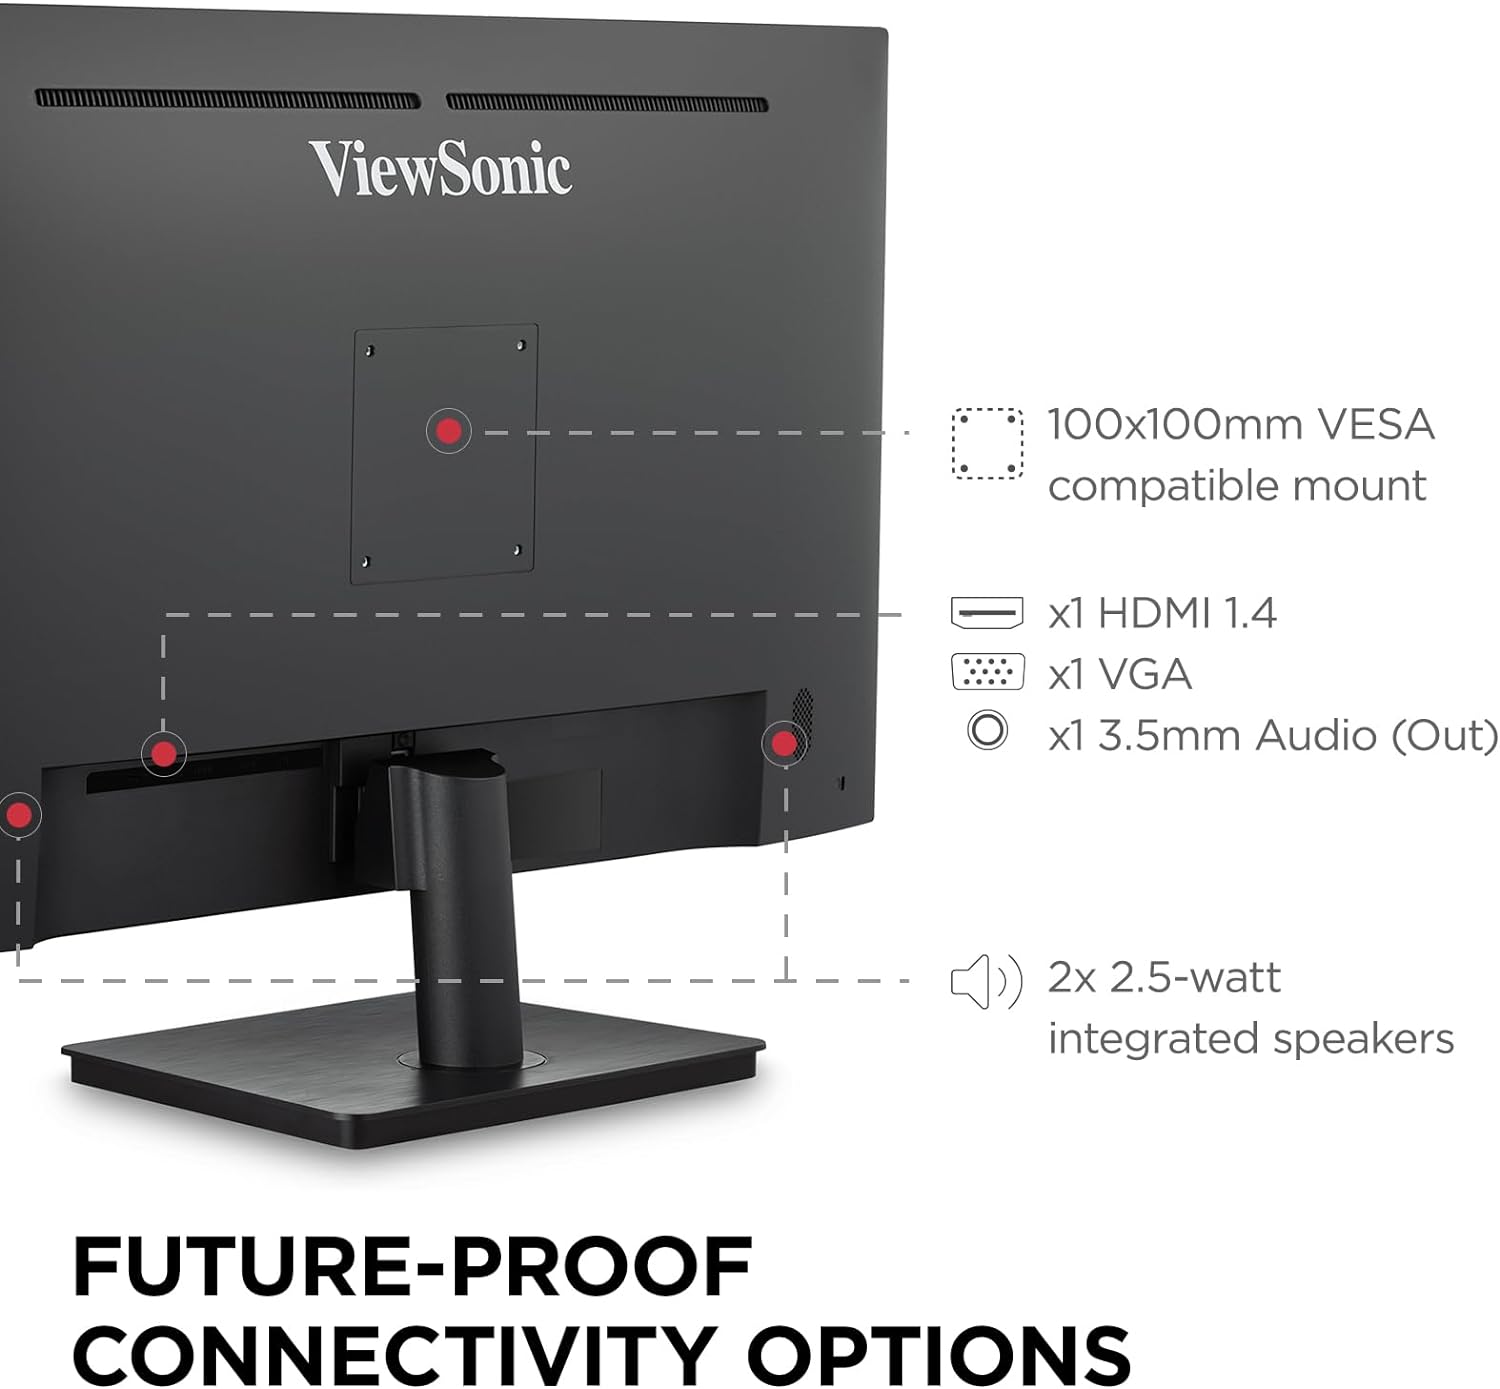 ViewSonic
100x100mm VESA
compatible mount
x1 HDMI 1.4
x1 VGA
x1 3.5mm Audio (Out)
2x 2.5-watt
integrated speakers
FUTURE-PROOF
CONNECTIVITY OPTIONS